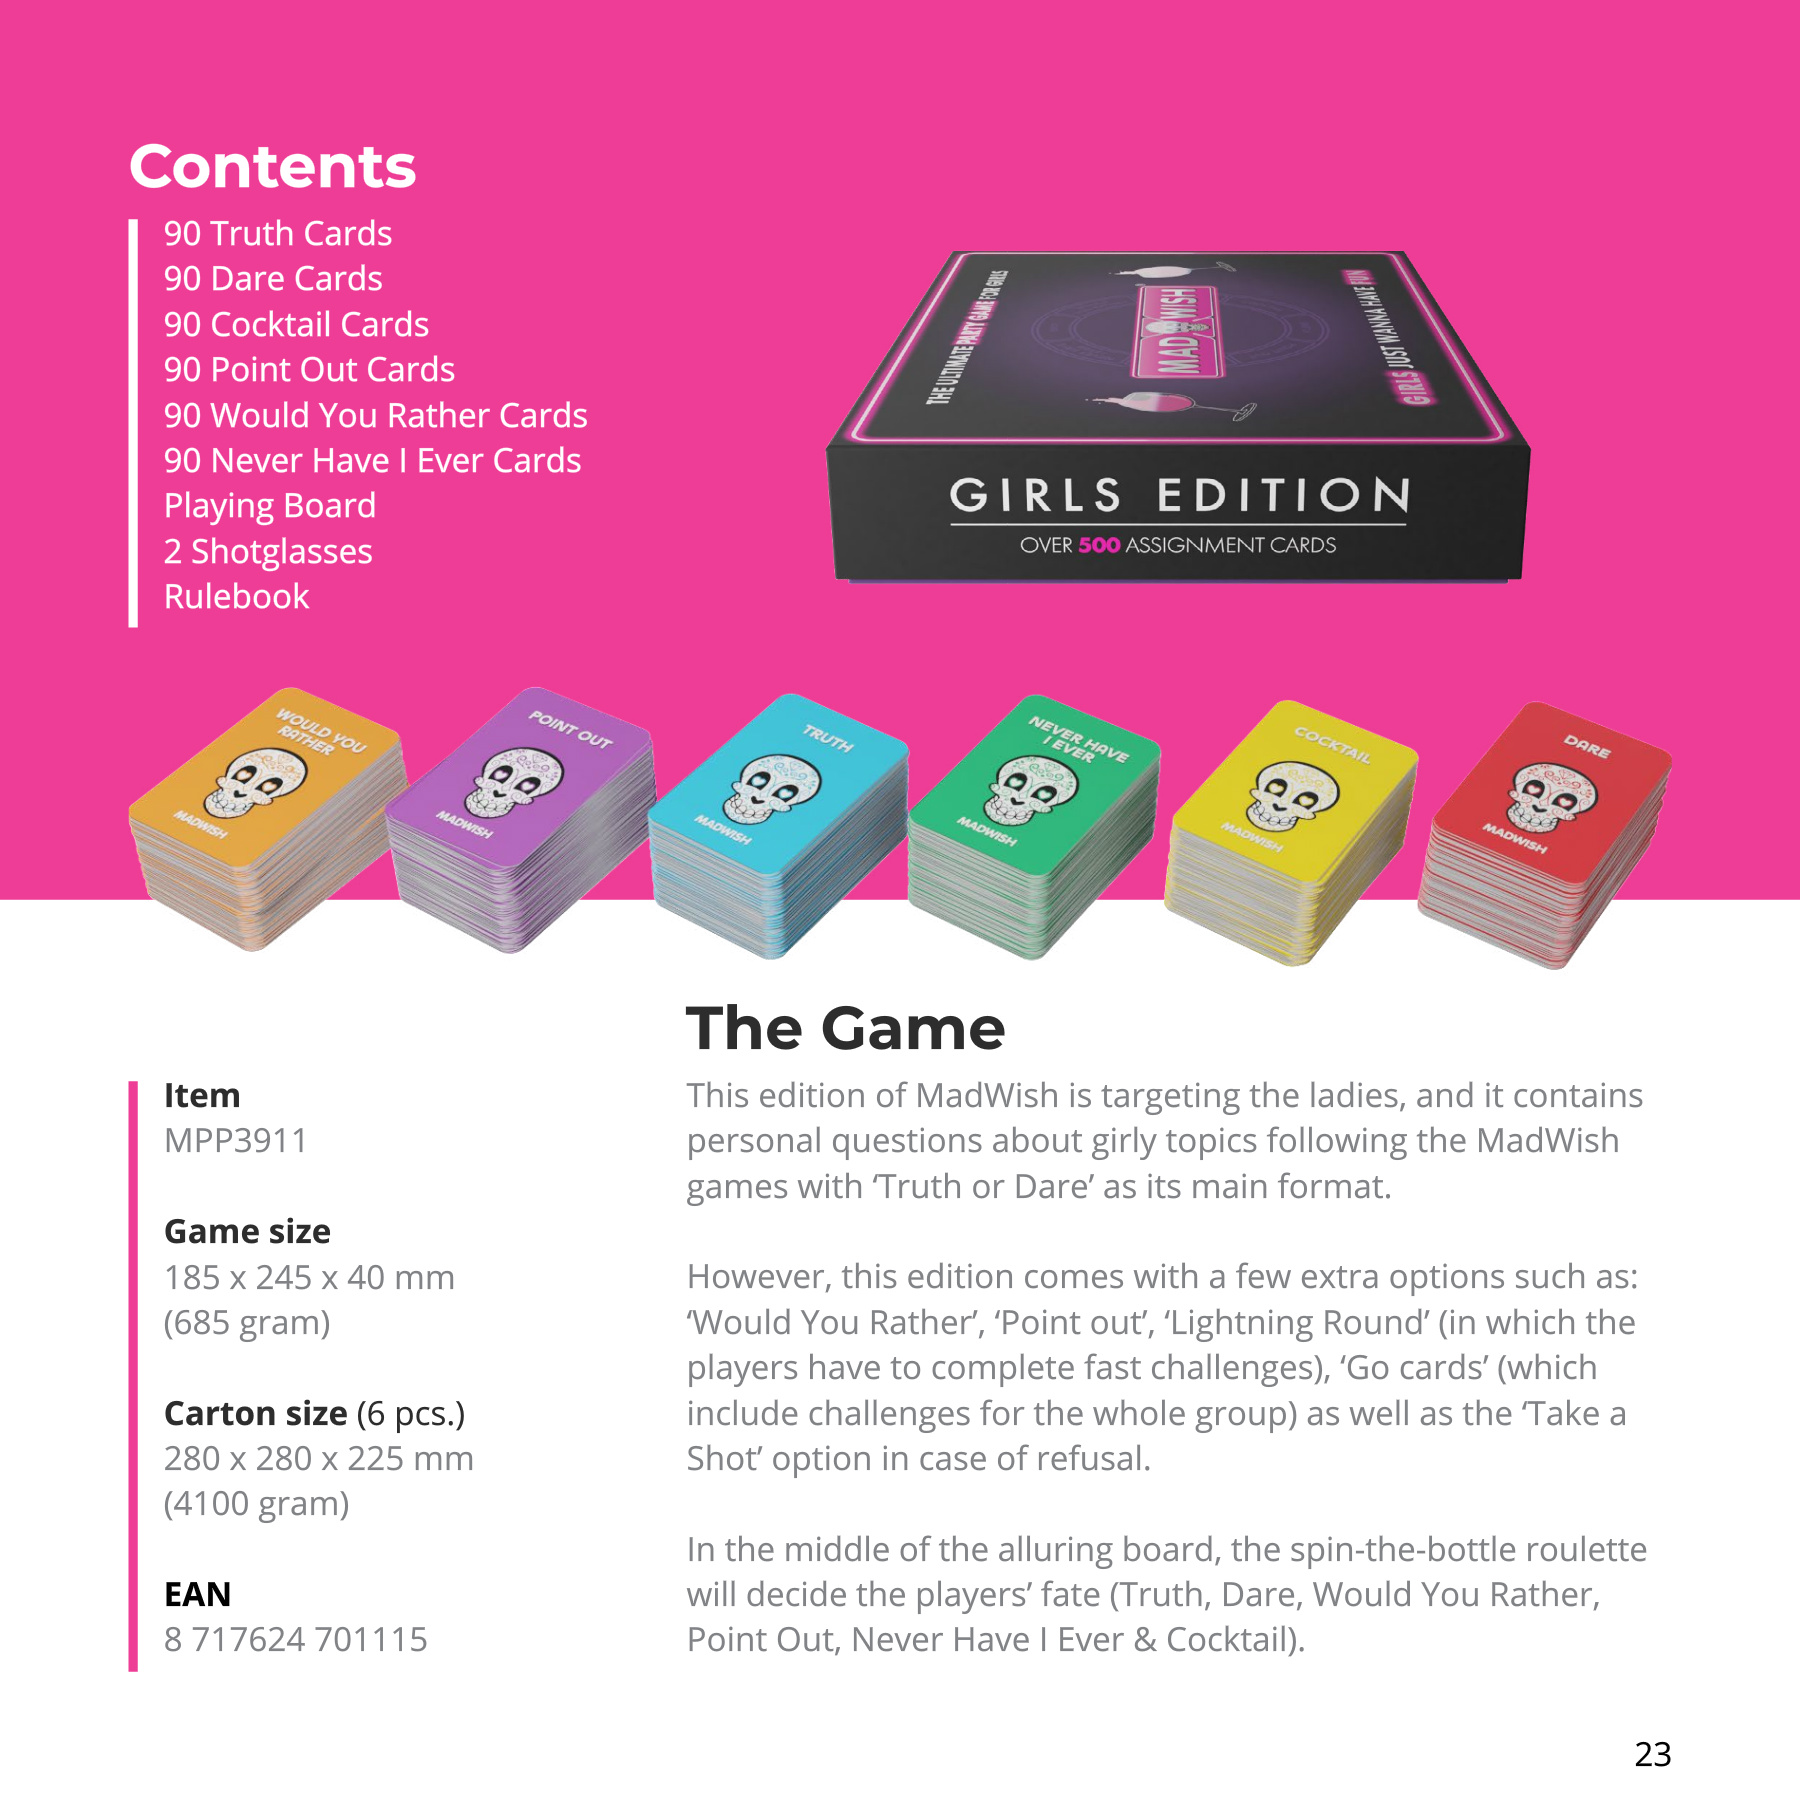 Contents
90 Truth Cards
90 Dare Cards
90 Cocktail Cards
90 Point Out Cards
90 Would You Rather Cards
90 Never Have I Ever Cards
Playing Board
2 Shotglasses
Rulebook
THE ULTIMATE PARTY GAME FOR GIRLS
MAD WISH
GIRLS JUST WANNA HAVE FUN
GIRLS EDITION
OVER 500 ASSIGNMENT CARDS
WOULD YOU
RATHER
MADWISH
POINT OUT
MADWISH
TRUTH
MADWISH
NEVER HAVE
I EVER
MADWISH
COCKTAIL
MADWISH
DARE
MADWISH
Item
MPP3911
Game size
185 x 245 x 40 mm
(685 gram)
Carton size (6 pcs.)
280 x 280 x 225 mm
(4100 gram)
EAN
8 717624 701115
The Game
This edition of MadWish is targeting the ladies, and it contains
personal questions about girly topics following the MadWish
games with ‘Truth or Dare’ as its main format.
However, this edition comes with a few extra options such as:
‘Would You Rather’, ‘Point out’, ‘Lightning Round’ (in which the
players have to complete fast challenges), ‘Go cards’ (which
include challenges for the whole group) as well as the ‘Take a
Shot’ option in case of refusal.
In the middle of the alluring board, the spin-the-bottle roulette
will decide the players’ fate (Truth, Dare, Would You Rather,
Point Out, Never Have I Ever & Cocktail).
23